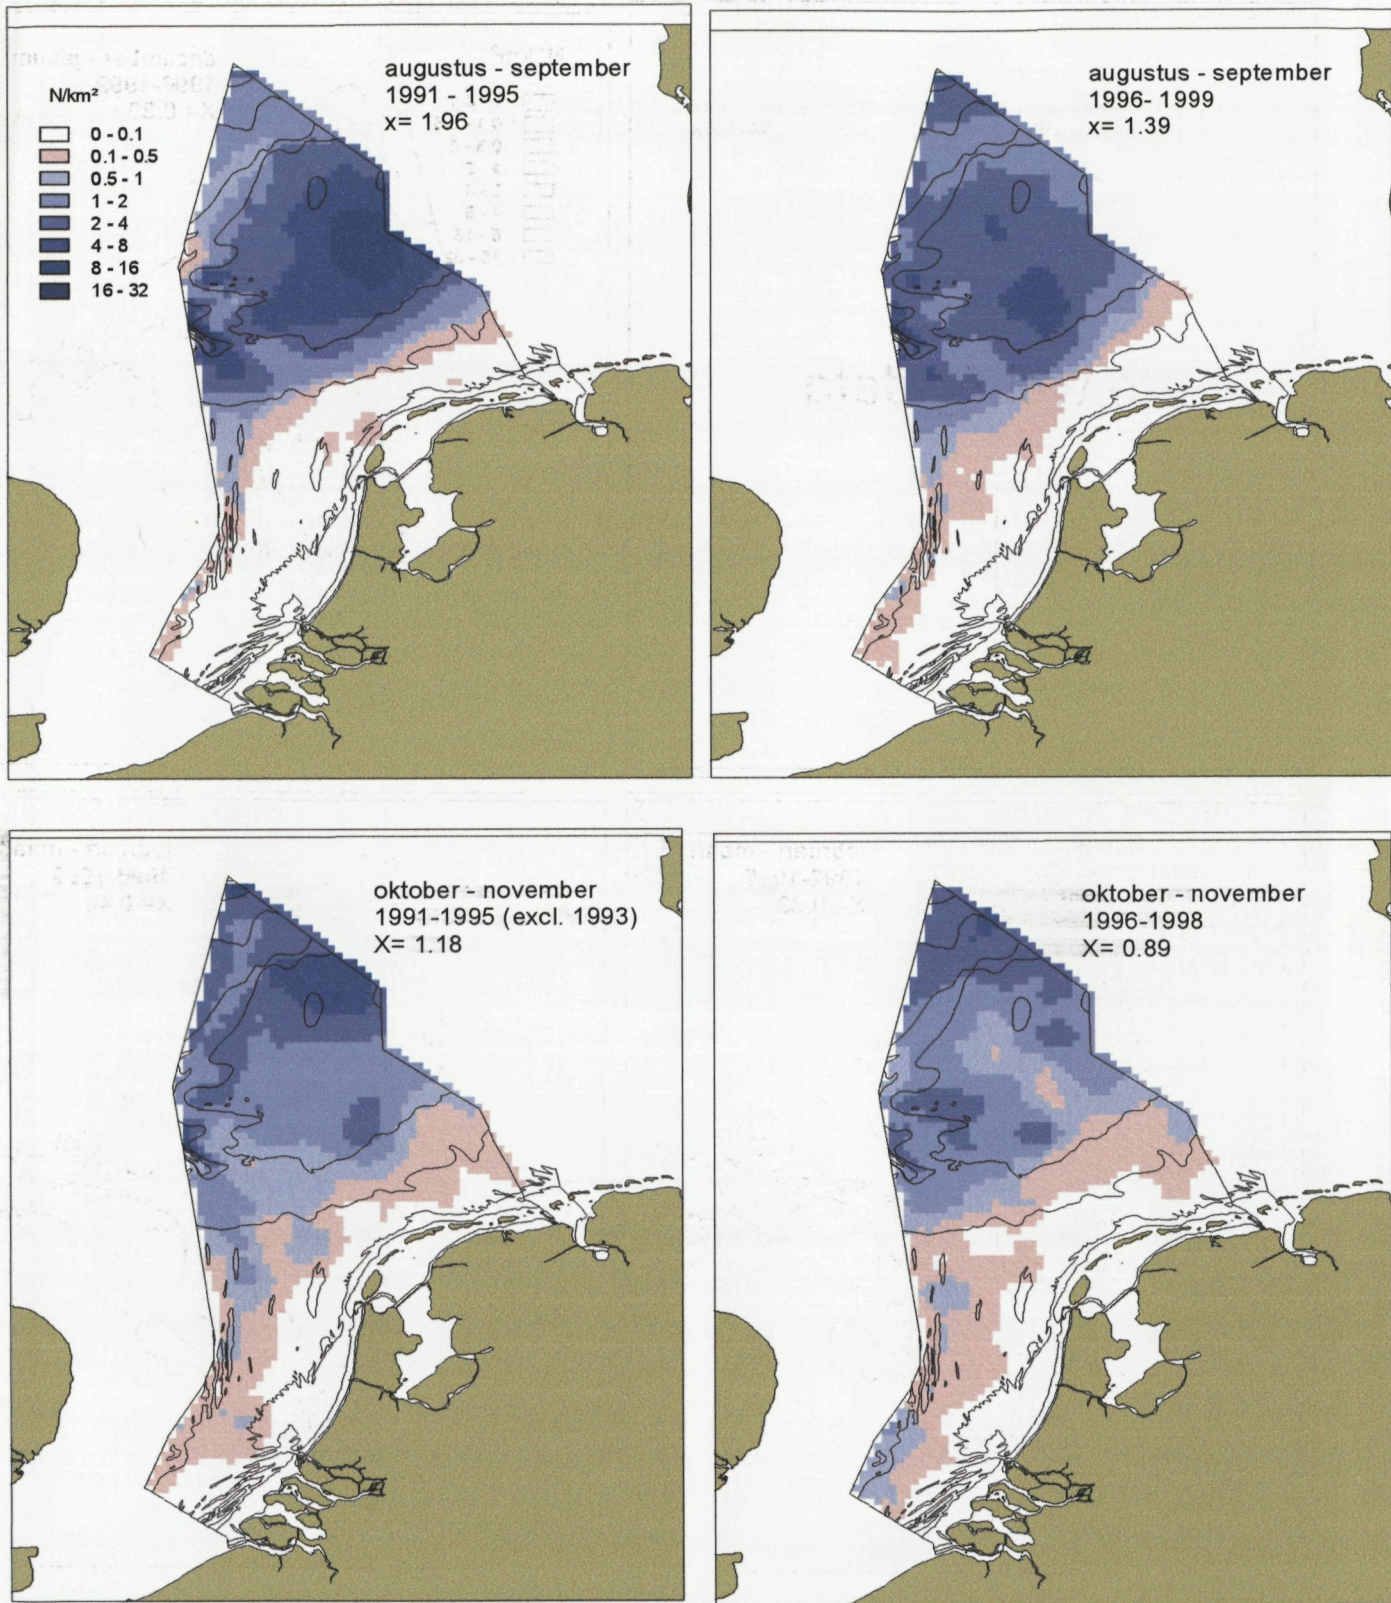 N/km²
0 - 0.1
0.1 - 0.5
0.5 - 1
1 - 2
2 - 4
4 - 8
8 - 16
16 - 32
augustus - september
1991 - 1995
x= 1.96
augustus - september
1996- 1999
x= 1.39
oktober - november
1991-1995 (excl. 1993)
X= 1.18
oktober - november
1996-1998
X= 0.89